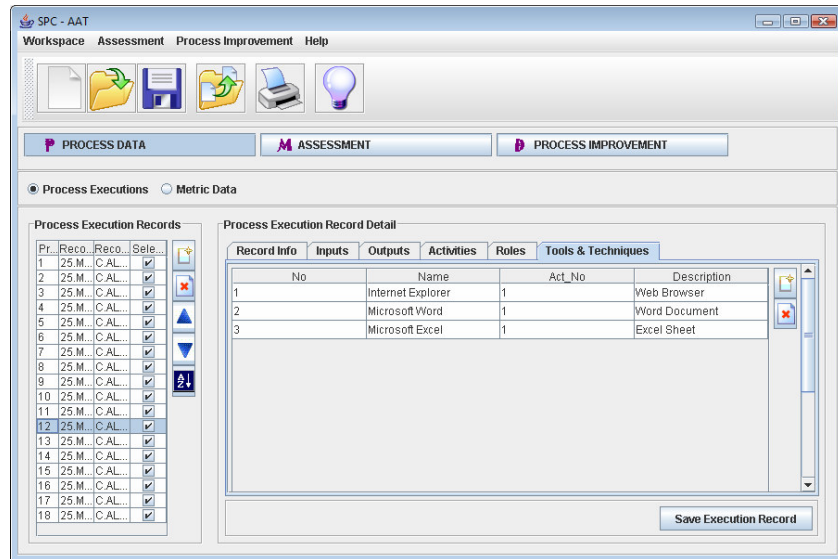 SPC - AAT
Workspace Assessment Process Improvement Help
P PROCESS DATA M ASSESSMENT D PROCESS IMPROVEMENT
Process Executions Metric Data
Process Execution Records Process Execution Record Detail
Record Info Inputs Outputs Activities Roles Tools & Techniques
Pr... Reco... Reco... Sele...
No Name Act_No Description
1 25.M... C.AL...
2 25.M... C.AL...
3 25.M... C.AL...
4 25.M... C.AL...
5 25.M... C.AL...
6 25.M... C.AL...
7 25.M... C.AL...
8 25.M... C.AL...
9 25.M... C.AL...
10 25.M... C.AL...
11 25.M... C.AL...
12 25.M... C.AL...
13 25.M... C.AL...
14 25.M... C.AL...
15 25.M... C.AL...
16 25.M... C.AL...
17 25.M... C.AL...
18 25.M... C.AL...
A Z
1 Internet Explorer 1 Web Browser
2 Microsoft Word 1 Word Document
3 Microsoft Excel 1 Excel Sheet
Save Execution Record